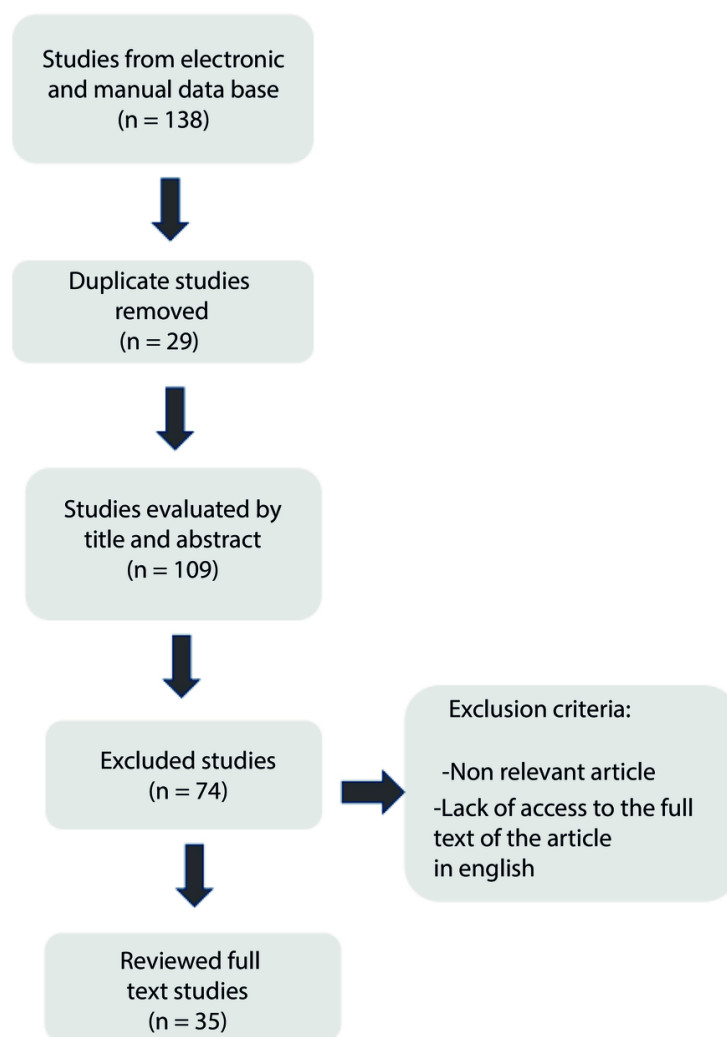 Studies from electronic
and manual data base
(n = 138)
Duplicate studies
removed
(n = 29)
Studies evaluated by
title and abstract
(n = 109)
Excluded studies
(n = 74)
Exclusion criteria:
-Non relevant article
-Lack of access to the full
text of the article
in english
Reviewed full
text studies
(n = 35)